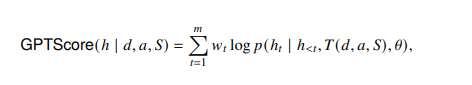 GPTScore(h | d, a, S) = ∑_{t=1}^{m} w_t log p(h_t | h_{<t}, T(d, a, S), θ),